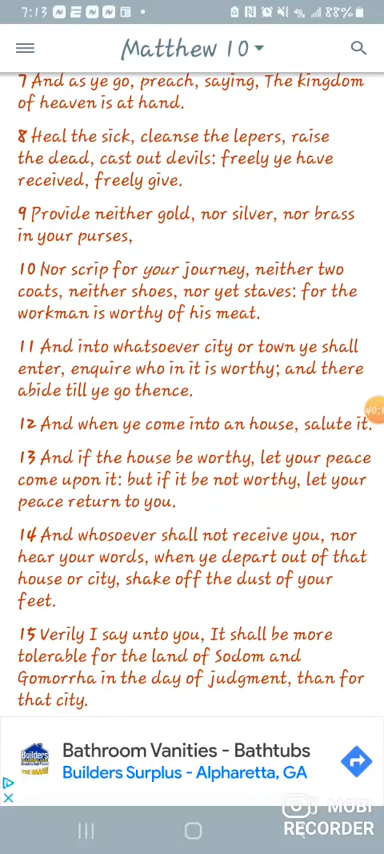 7:13
88%
Matthew 10
7 And as ye go, preach, saying, The kingdom
of heaven is at hand.
8 Heal the sick, cleanse the lepers, raise
the dead, cast out devils: freely ye have
received, freely give.
9 Provide neither gold, nor silver, nor brass
in your purses,
10 Nor scrip for your journey, neither two
coats, neither shoes, nor yet staves: for the
workman is worthy of his meat.
11 And into whatsoever city or town ye shall
enter, enquire who in it is worthy; and there
abide till ye go thence.
12 And when ye come into an house, salute it.
13 And if the house be worthy, let your peace
come upon it: but if it be not worthy, let your
peace return to you.
14 And whosoever shall not receive you, nor
hear your words, when ye depart out of that
house or city, shake off the dust of your
feet.
15 Verily I say unto you, It shall be more
tolerable for the land of Sodom and
Gomorrha in the day of judgment, than for
that city.
Builders
Bathroom Vanities - Bathtubs
Builders Surplus - Alpharetta, GA
MOBI
RECORDER